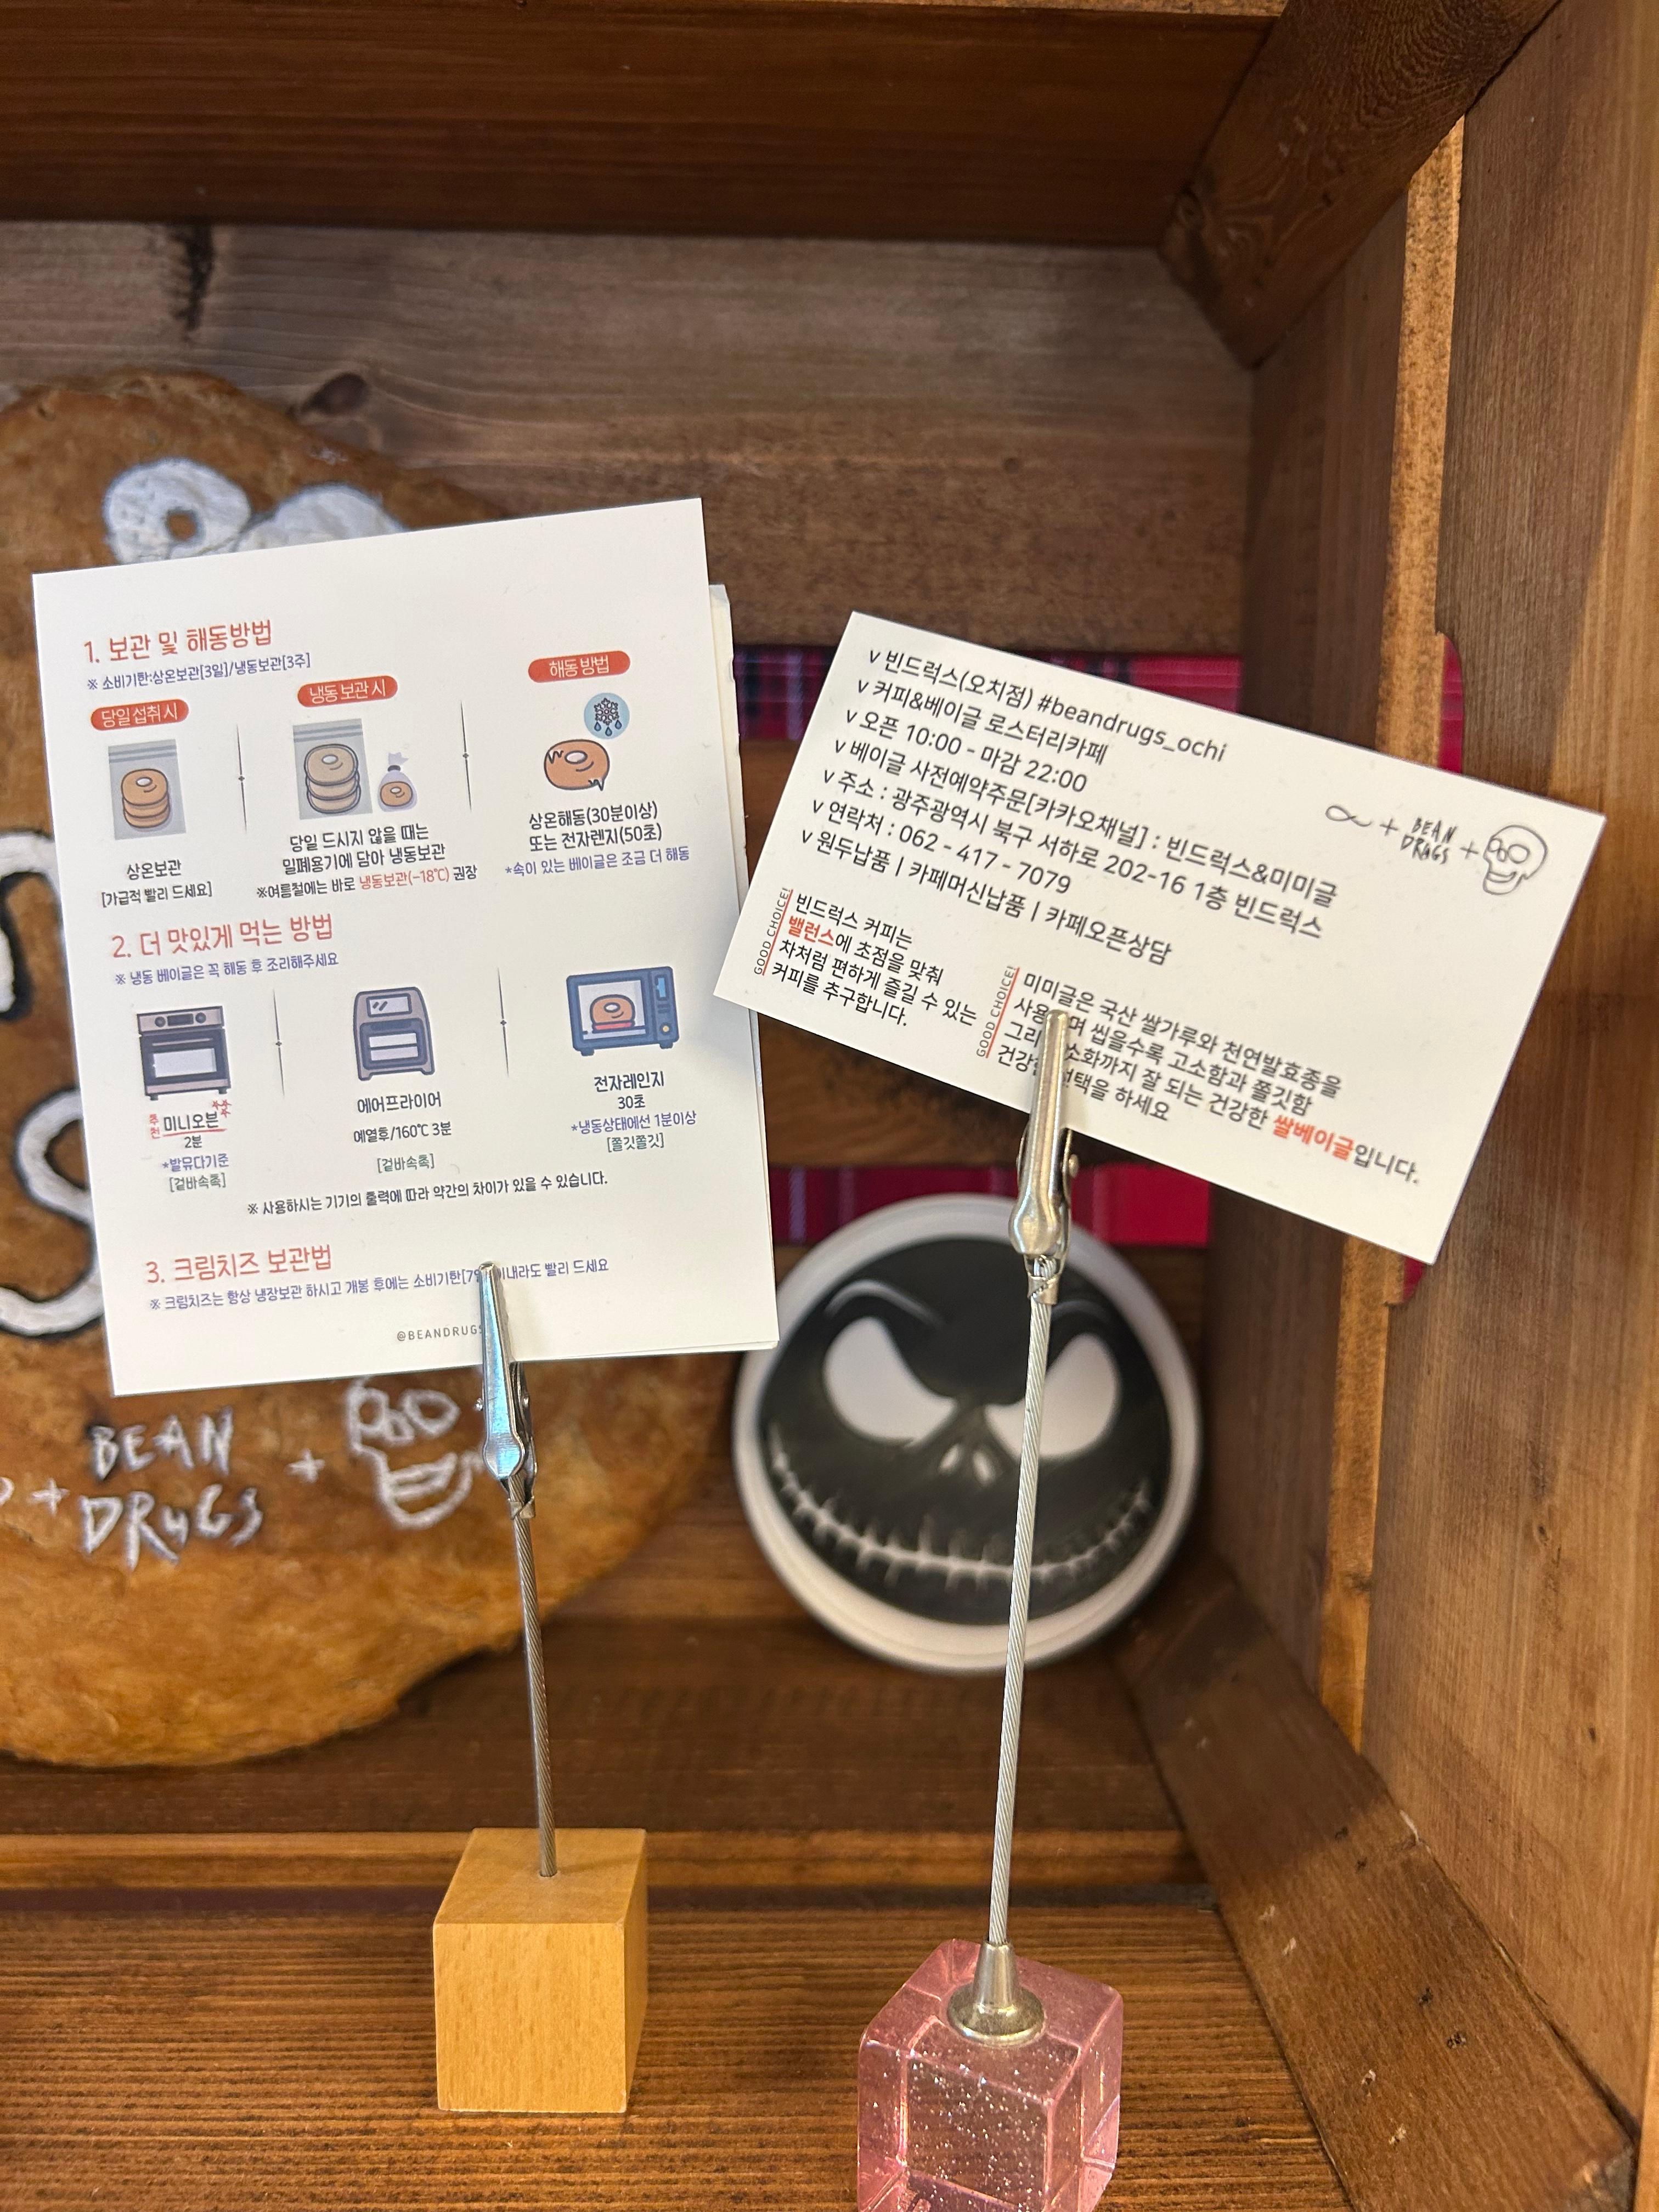 1. 보관 및 해동방법
※ 소비기한:상온보관[3일]/냉동보관[3주]
당일섭취시
상온보관
[가급적 빨리 드세요]
냉동 보관 시
당일 드시지 않을 때는
밀폐용기에 담아 냉동보관
※여름철에는 바로 냉동보관(-18℃) 권장
해동 방법
상온해동(30분이상)
또는 전자렌지(50초)
*속이 있는 베이글은 조금 더 해동
2. 더 맛있게 먹는 방법
※ 냉동 베이글은 꼭 해동 후 조리해주세요
추천
미니오븐
2분
*발뮤다기준
[겉바속촉]
에어프라이어
예열후/160℃ 3분
[겉바속촉]
전자레인지
30초
*냉동상태에선 1분이상
[쫄깃쫄깃]
※ 사용하시는 기기의 출력에 따라 약간의 차이가 있을 수 있습니다.
3. 크림치즈 보관법
※ 크림치즈는 항상 냉장보관 하시고 개봉 후에는 소비기한[7 이내라도 빨리 드세요
@BEANDRUGS
v 빈드럭스(오치점) #beandrugs_ochi
v 커피&베이글 로스터리카페
v 오픈 10:00 - 마감 22:00
v 베이글 사전예약주문[카카오채널] : 빈드럭스&미미글
v 주소 : 광주광역시 북구 서하로 202-16 1층 빈드럭스
v 연락처 : 062 - 417 - 7079
v 원두납품 | 카페머신납품 | 카페오픈상담
+ BEAN DRUGS +
GOOD CHOICE!
빈드럭스 커피는
밸런스에 초점을 맞춰
차처럼 편하게 즐길 수 있는
커피를 추구합니다.
GOOD CHOICE!
미미글은 국산 쌀가루와 천연발효종을
사용 며 씹을수록 고소함과 쫄깃함
그리 소화까지 잘 되는 건강한 쌀베이글입니다.
건강한 선택을 하세요
+ BEAN DRUGS +